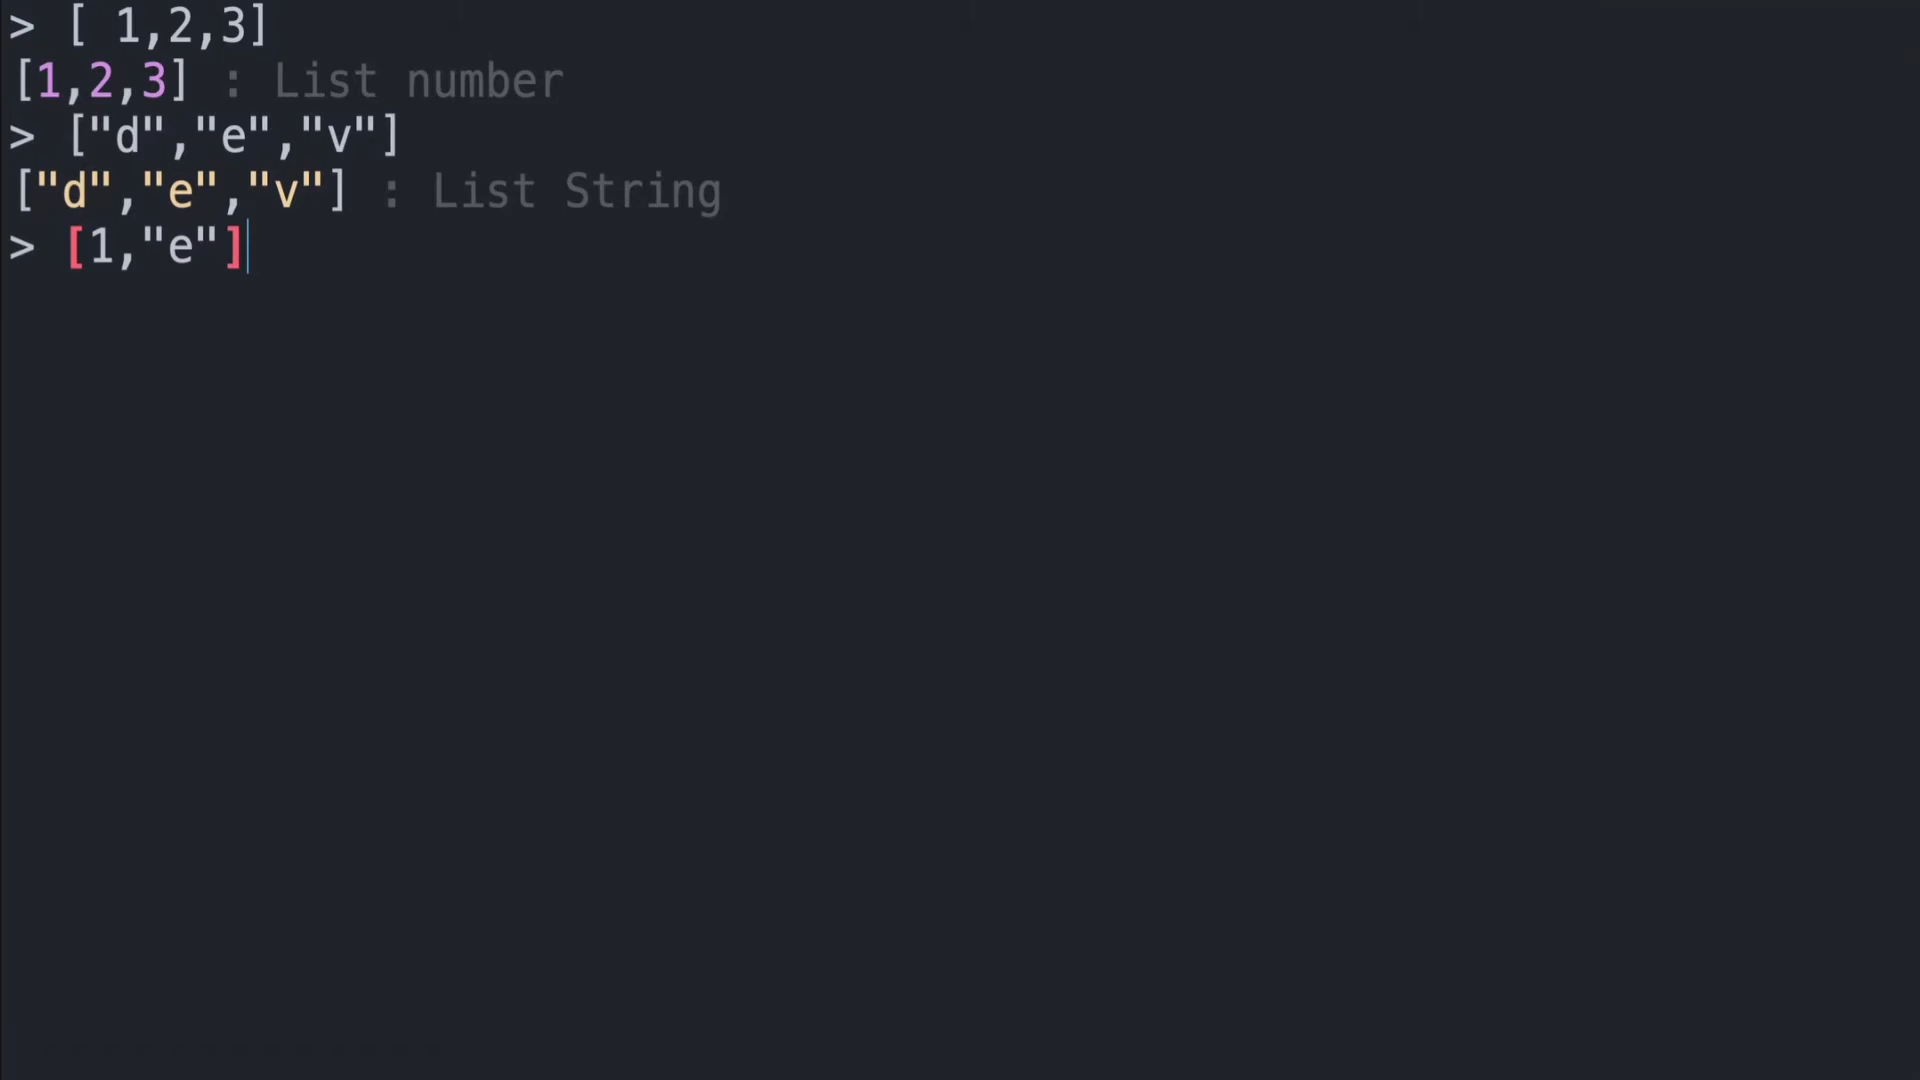 > [ 1,2,3]
[1,2,3] : List number
> ["d","e","v"]
["d","e","v"] : List String
> [1,"e"]